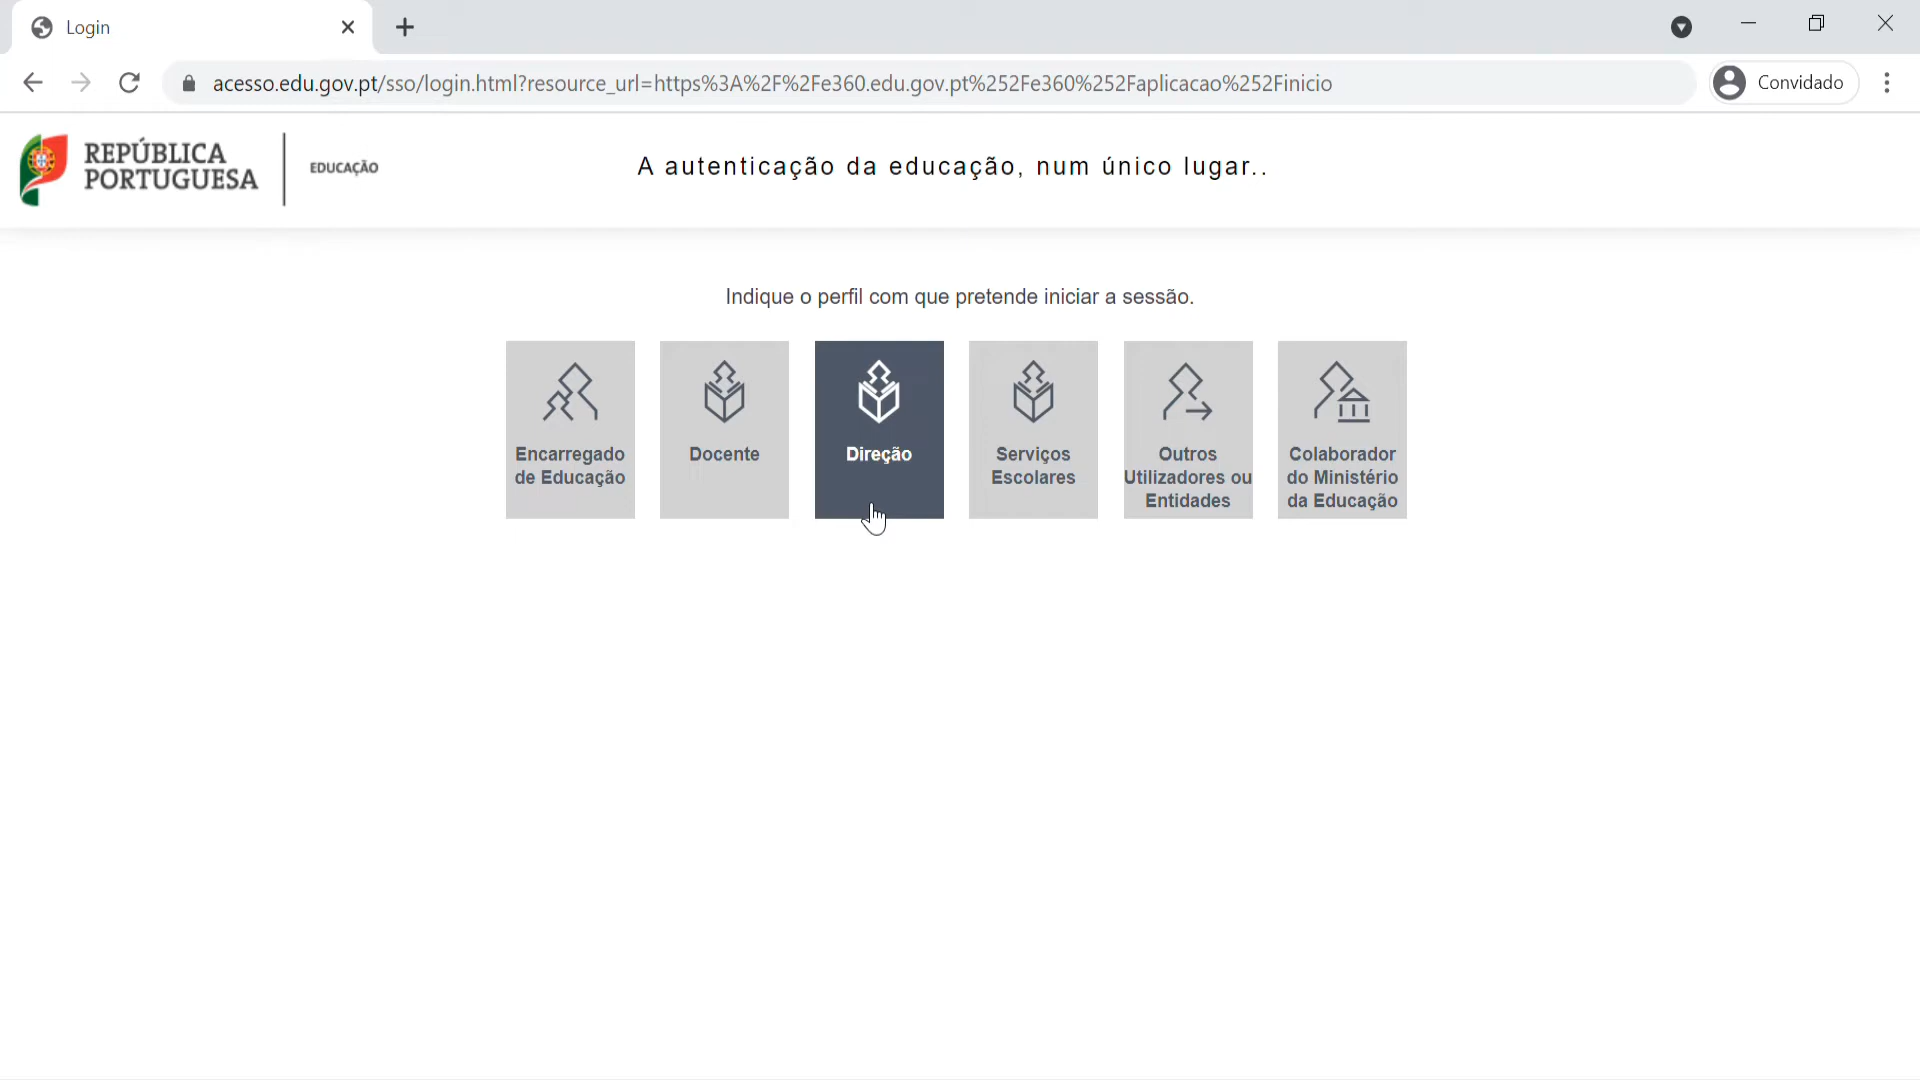 Login
acesso.edu.gov.pt/sso/login.html?resource_url=https%3A%2F%2Fe360.edu.gov.pt%252Fe360%252Faplicacao%252Finicio
Convidado
REPÚBLICA
PORTUGUESA
EDUCAÇÃO
A autenticação da educação, num único lugar..
Indique o perfil com que pretende iniciar a sessão.
Encarregado
de Educação
Docente
Direção
Serviços
Escolares
Outros
Utilizadores ou
Entidades
Colaborador
do Ministério
da Educação